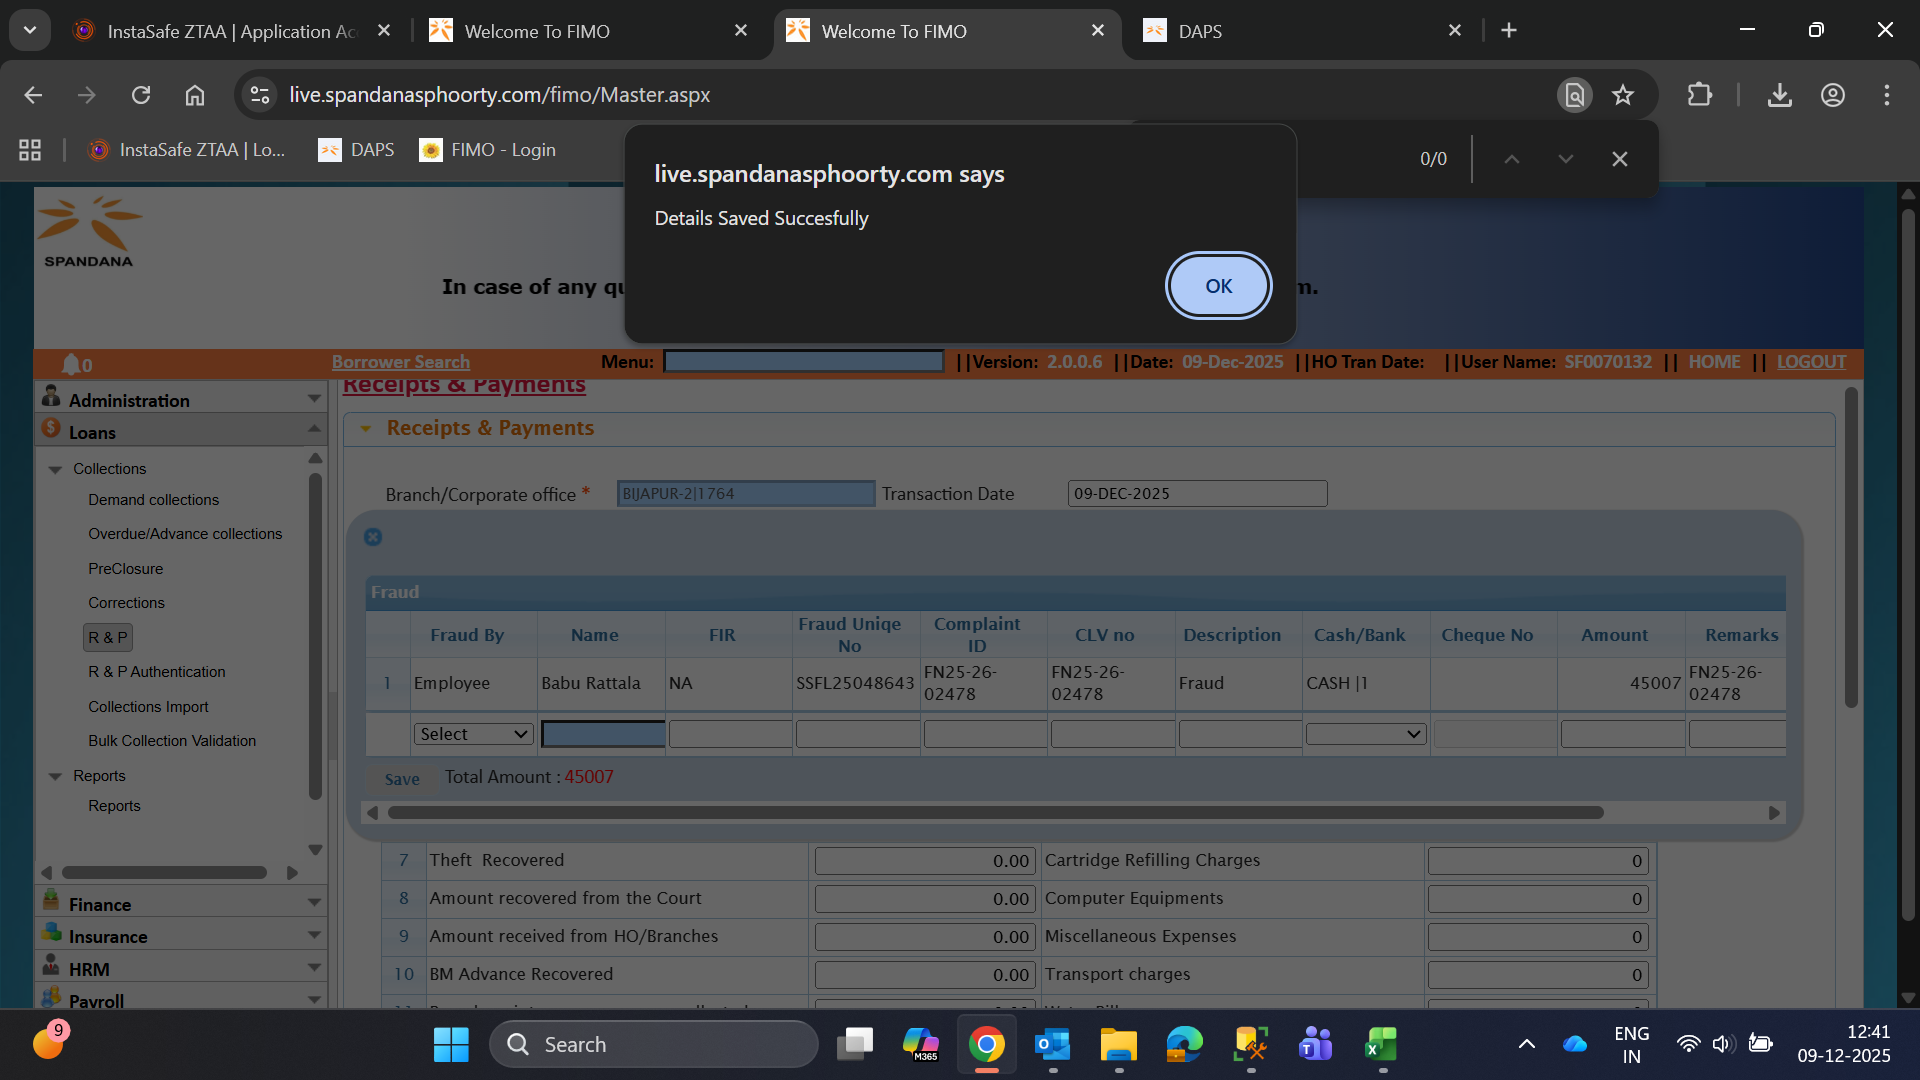 InstaSafe ZTAA | Application Acc
Welcome To FIMO
Welcome To FIMO
DAPS
live.spandanasphoorty.com/fimo/Master.aspx
InstaSafe ZTAA | Lo...
DAPS
FIMO - Login
0/0
live.spandanasphoorty.com says
Details Saved Succesfully
OK
SPANDANA
In case of any qu
m.
0
Borrower Search
Menu:
||Version: 2.0.0.6 ||Date: 09-Dec-2025 ||HO Tran Date: ||User Name: SF0070132 || HOME || LOGOUT
Administration
Loans
Collections
Demand collections
Overdue/Advance collections
PreClosure
Corrections
R & P
R & P Authentication
Collections Import
Bulk Collection Validation
Reports
Reports
Finance
Insurance
HRM
Payroll
Receipts & Payments
Receipts & Payments
Branch/Corporate office * BIJAPUR-2|1764 Transaction Date 09-DEC-2025
Fraud
Fraud By Name FIR Fraud Uniqe No Complaint ID CLV no Description Cash/Bank Cheque No Amount Remarks
1 Employee Babu Rattala NA SSFL25048643 FN25-26-02478 FN25-26-02478 Fraud CASH |1 45007 FN25-26-02478
Select
Save Total Amount : 45007
7 Theft Recovered 0.00 Cartridge Refilling Charges 0
8 Amount recovered from the Court 0.00 Computer Equipments 0
9 Amount received from HO/Branches 0.00 Miscellaneous Expenses 0
10 BM Advance Recovered 0.00 Transport charges 0
9
Search
M365
ENG
IN
12:41
09-12-2025